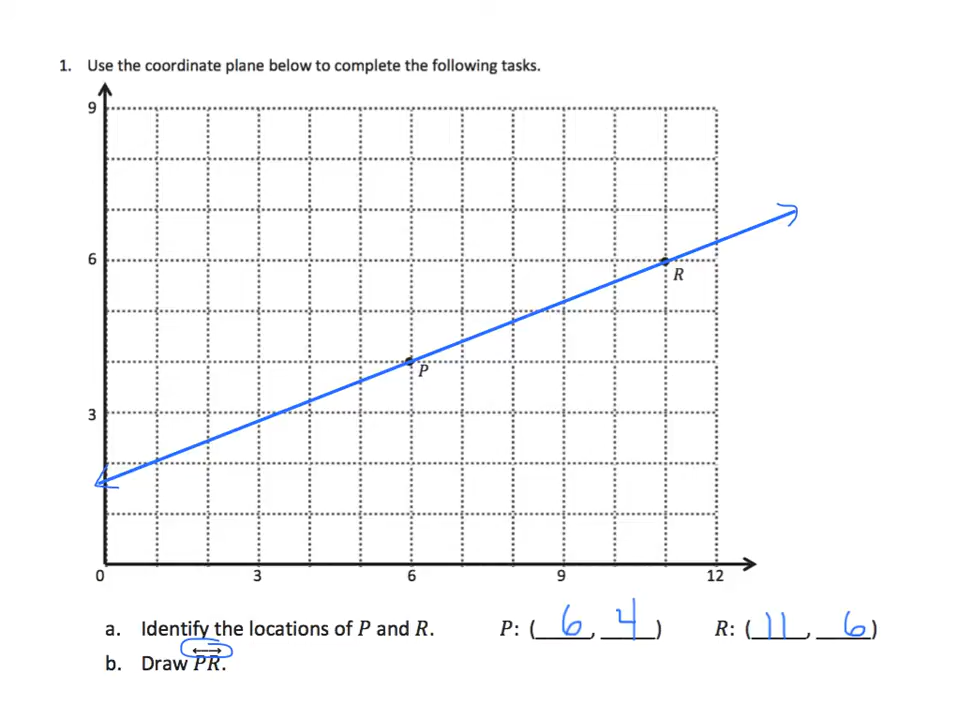 1. Use the coordinate plane below to complete the following tasks.
9
6
R
P
3
0 3 6 9 12
a. Identify the locations of P and R. P: (6, 4) R: (11, 6)
b. Draw PR.